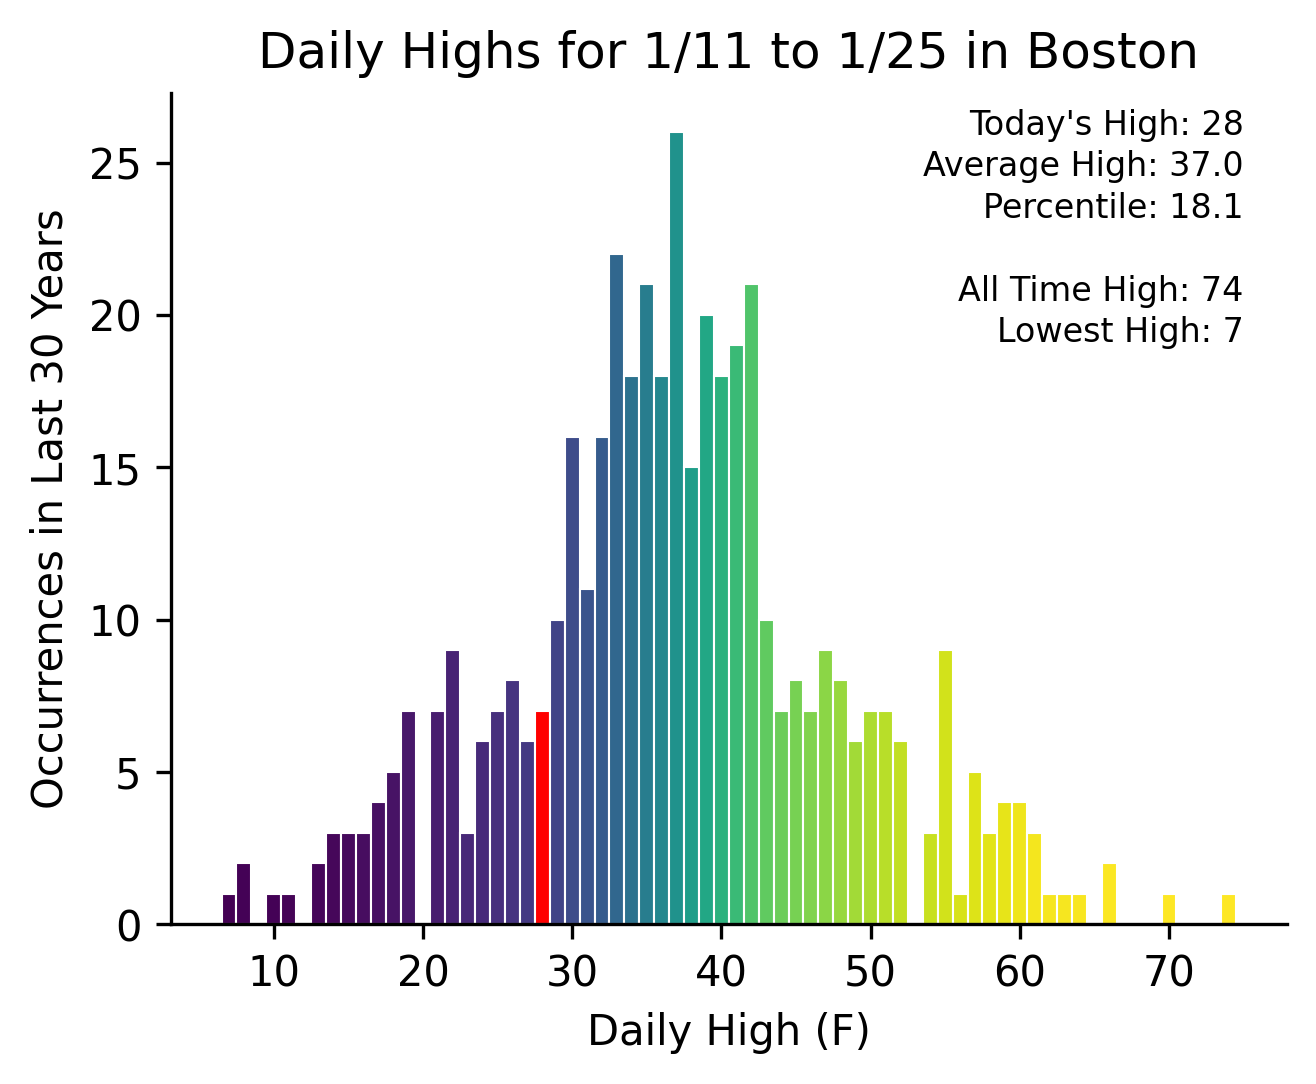 Daily Highs for 1/11 to 1/25 in Boston
Today's High: 28
Average High: 37.0
Percentile: 18.1
All Time High: 74
Lowest High: 7
Occurrences in Last 30 Years
25
20
15
10
5
0
10 20 30 40 50 60 70
Daily High (F)